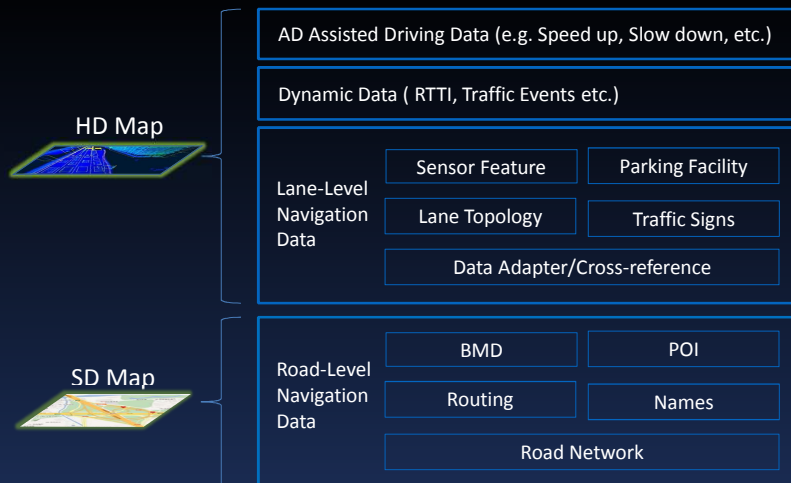 AD Assisted Driving Data (e.g. Speed up, Slow down, etc.)
Dynamic Data ( RTTI, Traffic Events etc.)
HD Map
Lane-Level
Navigation
Data
Sensor Feature
Parking Facility
Lane Topology
Traffic Signs
Data Adapter/Cross-reference
SD Map
Road-Level
Navigation
Data
BMD
POI
Routing
Names
Road Network